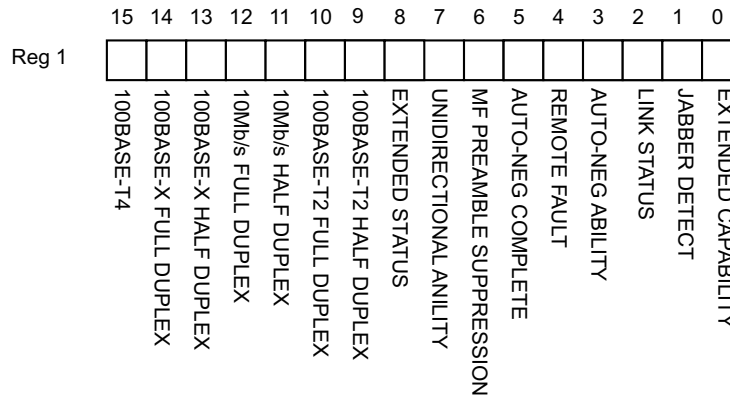 15 14 13 12 11 10 9 8 7 6 5 4 3 2 1 0
Reg 1
100BASE-T4
100BASE-X FULL DUPLEX
100BASE-X HALF DUPLEX
10Mb/s FULL DUPLEX
10Mb/s HALF DUPLEX
100BASE-T2 FULL DUPLEX
100BASE-T2 HALF DUPLEX
EXTENDED STATUS
UNIDIRECTIONAL ANILITY
MF PREAMBLE SUPPRESSION
AUTO-NEG COMPLETE
REMOTE FAULT
AUTO-NEG ABILITY
LINK STATUS
JABBER DETECT
EXTENDED CAPABILITY